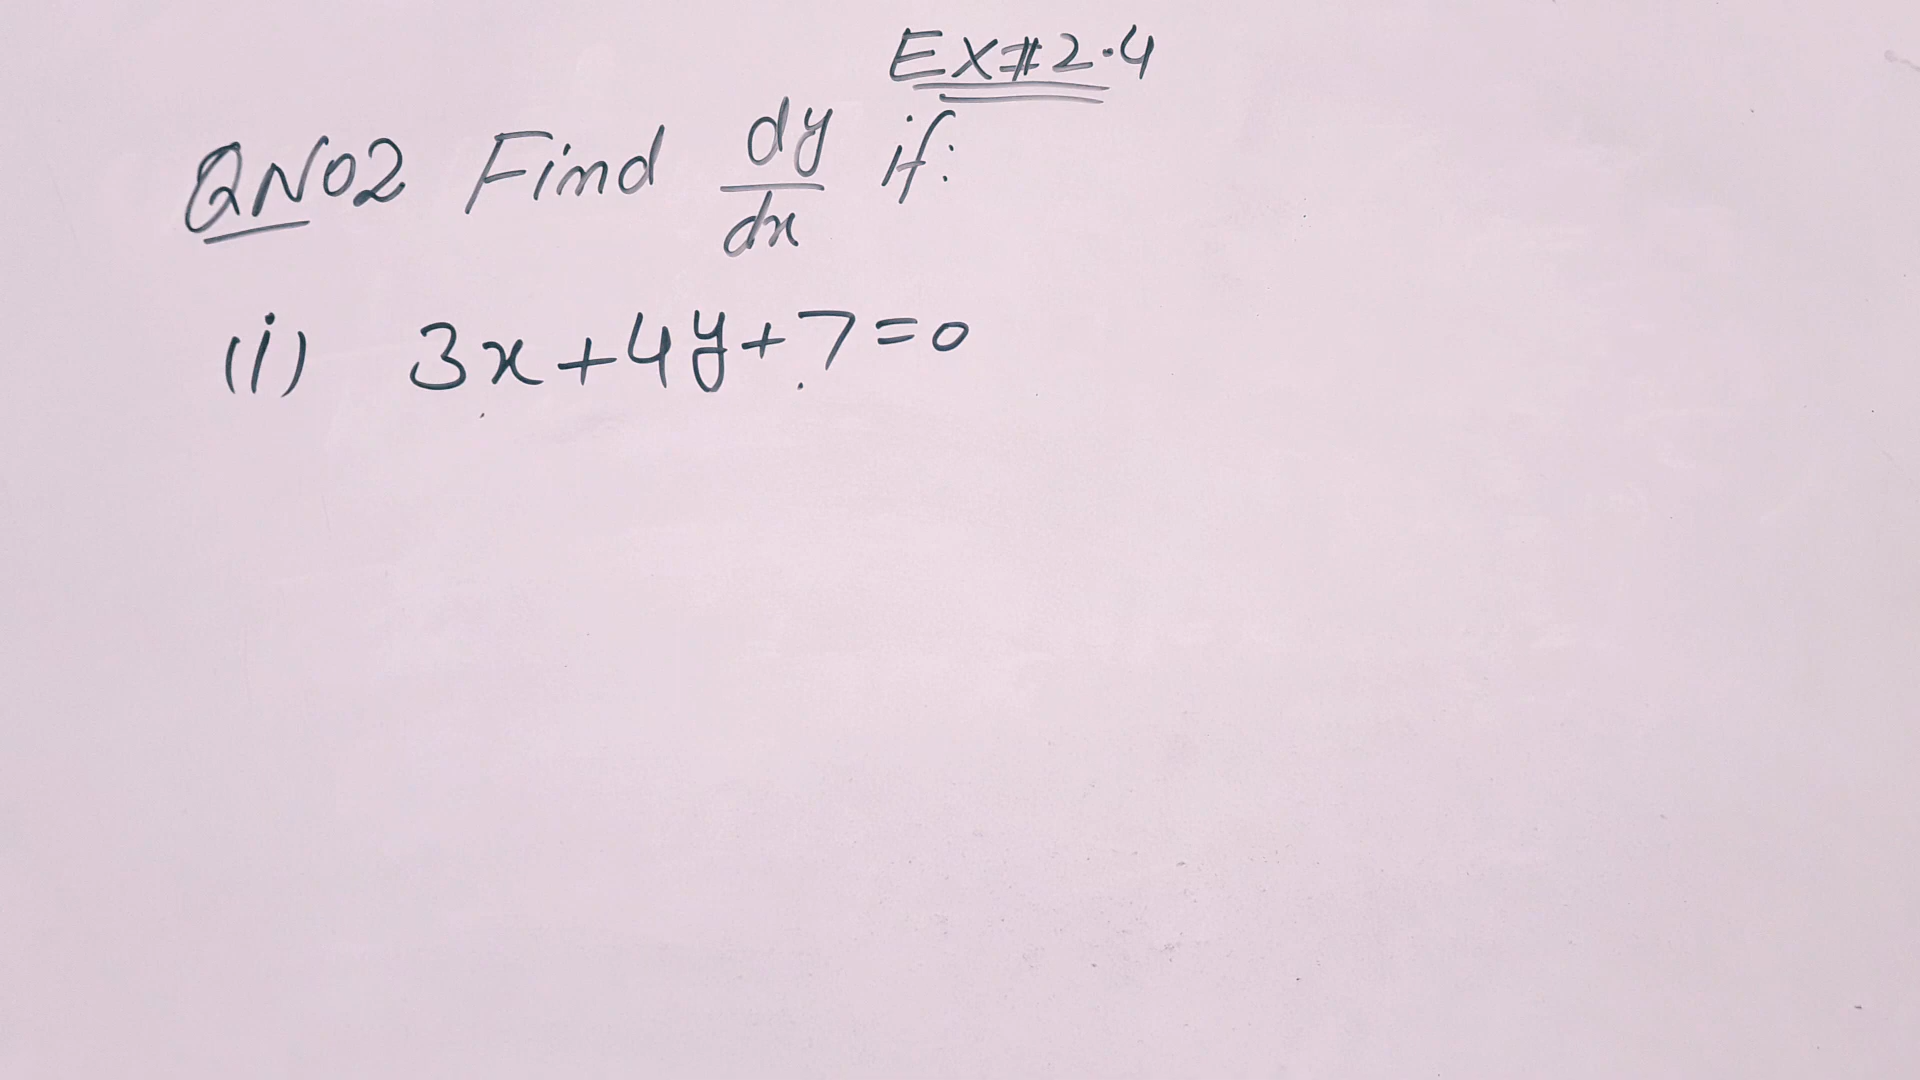 EX#2.4
QNO2 Find dy/dx if:
(i) 3x+4y+7=0